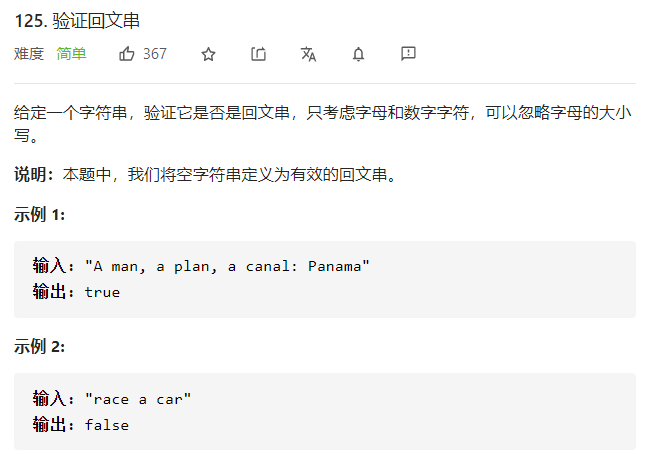 125. 验证回文串
难度 简单 367
给定一个字符串，验证它是否是回文串，只考虑字母和数字字符，可以忽略字母的大小
写。
说明：本题中，我们将空字符串定义为有效的回文串。
示例 1:
输入: "A man, a plan, a canal: Panama"
输出: true
示例 2:
输入: "race a car"
输出: false